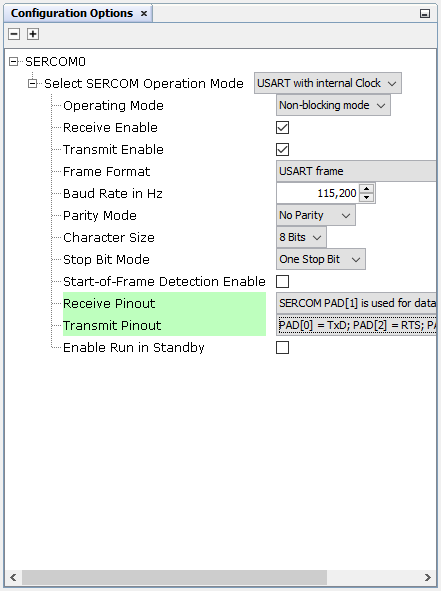 Configuration Options
SERCOM0
Select SERCOM Operation Mode USART with internal Clock
Operating Mode Non-blocking mode
Receive Enable
Transmit Enable
Frame Format USART frame
Baud Rate in Hz 115,200
Parity Mode No Parity
Character Size 8 Bits
Stop Bit Mode One Stop Bit
Start-of-Frame Detection Enable
Receive Pinout SERCOM PAD[1] is used for data
Transmit Pinout PAD[0] = TxD; PAD[2] = RTS;
Enable Run in Standby